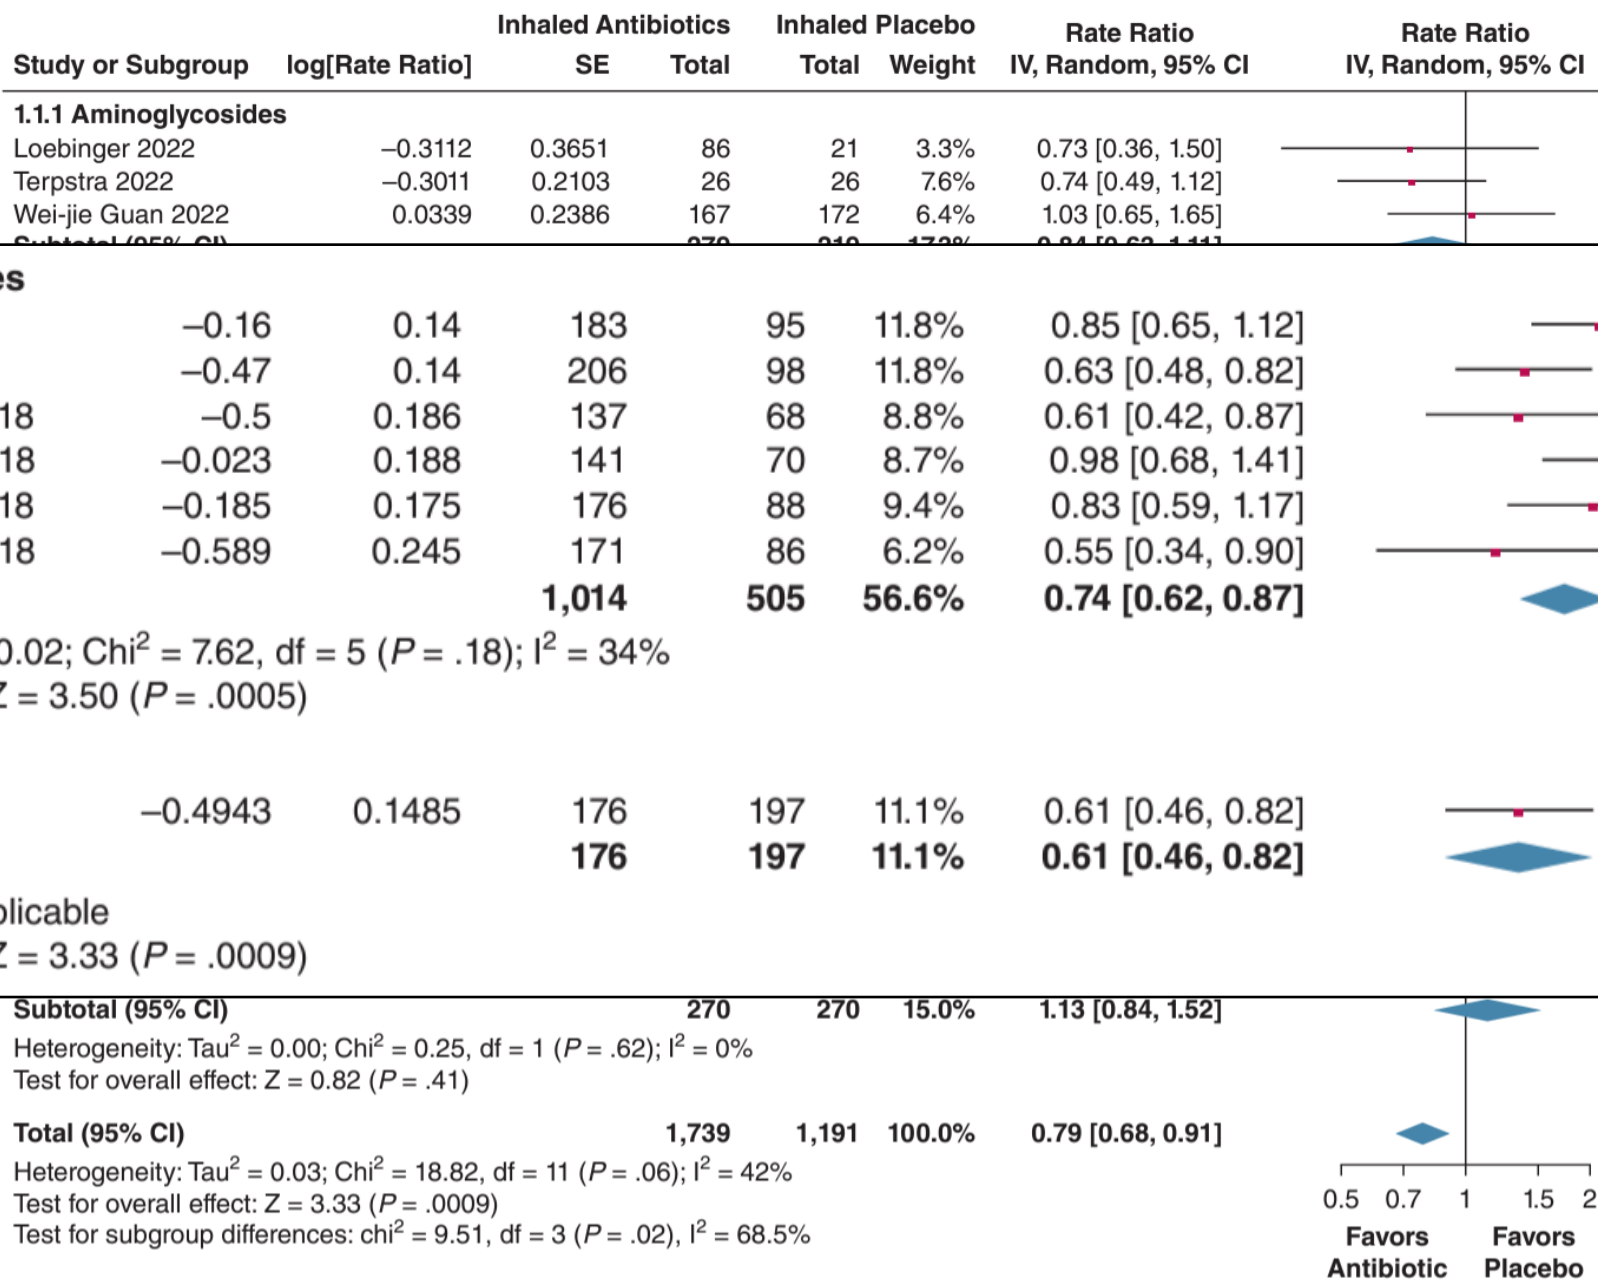 Inhaled Antibiotics Inhaled Placebo Rate Ratio Rate Ratio
Study or Subgroup log[Rate Ratio] SE Total Total Weight IV, Random, 95% CI IV, Random, 95% CI
1.1.1 Aminoglycosides
Loebinger 2022 –0.3112 0.3651 86 21 3.3% 0.73 [0.36, 1.50]
Terpstra 2022 –0.3011 0.2103 26 26 7.6% 0.74 [0.49, 1.12]
Wei-jie Guan 2022 0.0339 0.2386 167 172 6.4% 1.03 [0.65, 1.65]
Subtotal (95% CI)
es
–0.16 0.14 183 95 11.8% 0.85 [0.65, 1.12]
–0.47 0.14 206 98 11.8% 0.63 [0.48, 0.82]
18 –0.5 0.186 137 68 8.8% 0.61 [0.42, 0.87]
18 –0.023 0.188 141 70 8.7% 0.98 [0.68, 1.41]
18 –0.185 0.175 176 88 9.4% 0.83 [0.59, 1.17]
18 –0.589 0.245 171 86 6.2% 0.55 [0.34, 0.90]
1,014 505 56.6% 0.74 [0.62, 0.87]
0.02; Chi² = 7.62, df = 5 (P = .18); I² = 34%
Z = 3.50 (P = .0005)
–0.4943 0.1485 176 197 11.1% 0.61 [0.46, 0.82]
176 197 11.1% 0.61 [0.46, 0.82]
plicable
Z = 3.33 (P = .0009)
Subtotal (95% CI) 270 270 15.0% 1.13 [0.84, 1.52]
Heterogeneity: Tau² = 0.00; Chi² = 0.25, df = 1 (P = .62); I² = 0%
Test for overall effect: Z = 0.82 (P = .41)
Total (95% CI) 1,739 1,191 100.0% 0.79 [0.68, 0.91]
Heterogeneity: Tau² = 0.03; Chi² = 18.82, df = 11 (P = .06); I² = 42%
Test for overall effect: Z = 3.33 (P = .0009)
Test for subgroup differences: chi² = 9.51, df = 3 (P = .02), I² = 68.5%
0.5 0.7 1 1.5 2
Favors Favors
Antibiotic Placebo